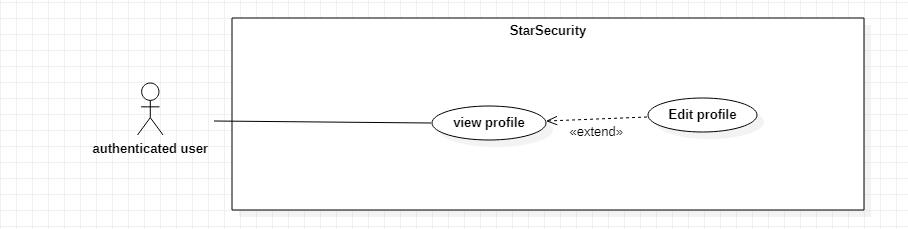 StarSecurity
authenticated user
view profile
«extend»
Edit profile